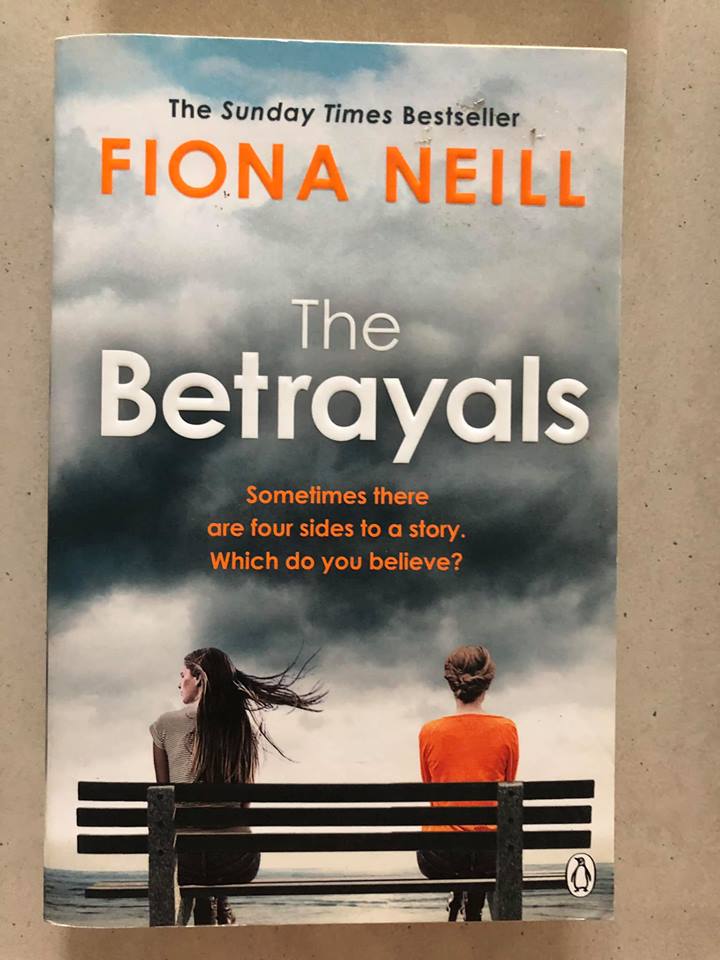 The Sunday Times Bestseller
FIONA NEILL
The
Betrayals
Sometimes there
are four sides to a story.
Which do you believe?